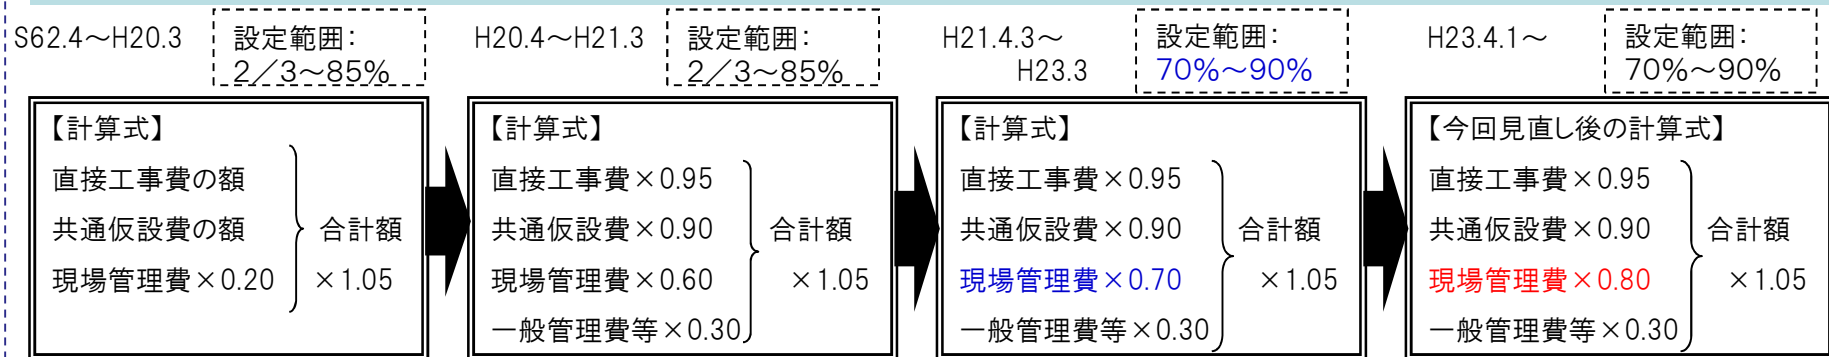 S62.4～H20.3
設定範囲：
2／3～85%
【計算式】
直接工事費の額
共通仮設費の額
現場管理費×0.20
合計額
×1.05
H20.4～H21.3
設定範囲：
2／3～85%
【計算式】
直接工事費×0.95
共通仮設費×0.90
現場管理費×0.60
一般管理費等×0.30
合計額
×1.05
H21.4.3～
H23.3
設定範囲：
70%～90%
【計算式】
直接工事費×0.95
共通仮設費×0.90
現場管理費×0.70
一般管理費等×0.30
合計額
×1.05
H23.4.1～
設定範囲：
70%～90%
【今回見直し後の計算式】
直接工事費×0.95
共通仮設費×0.90
現場管理費×0.80
一般管理費等×0.30
合計額
×1.05